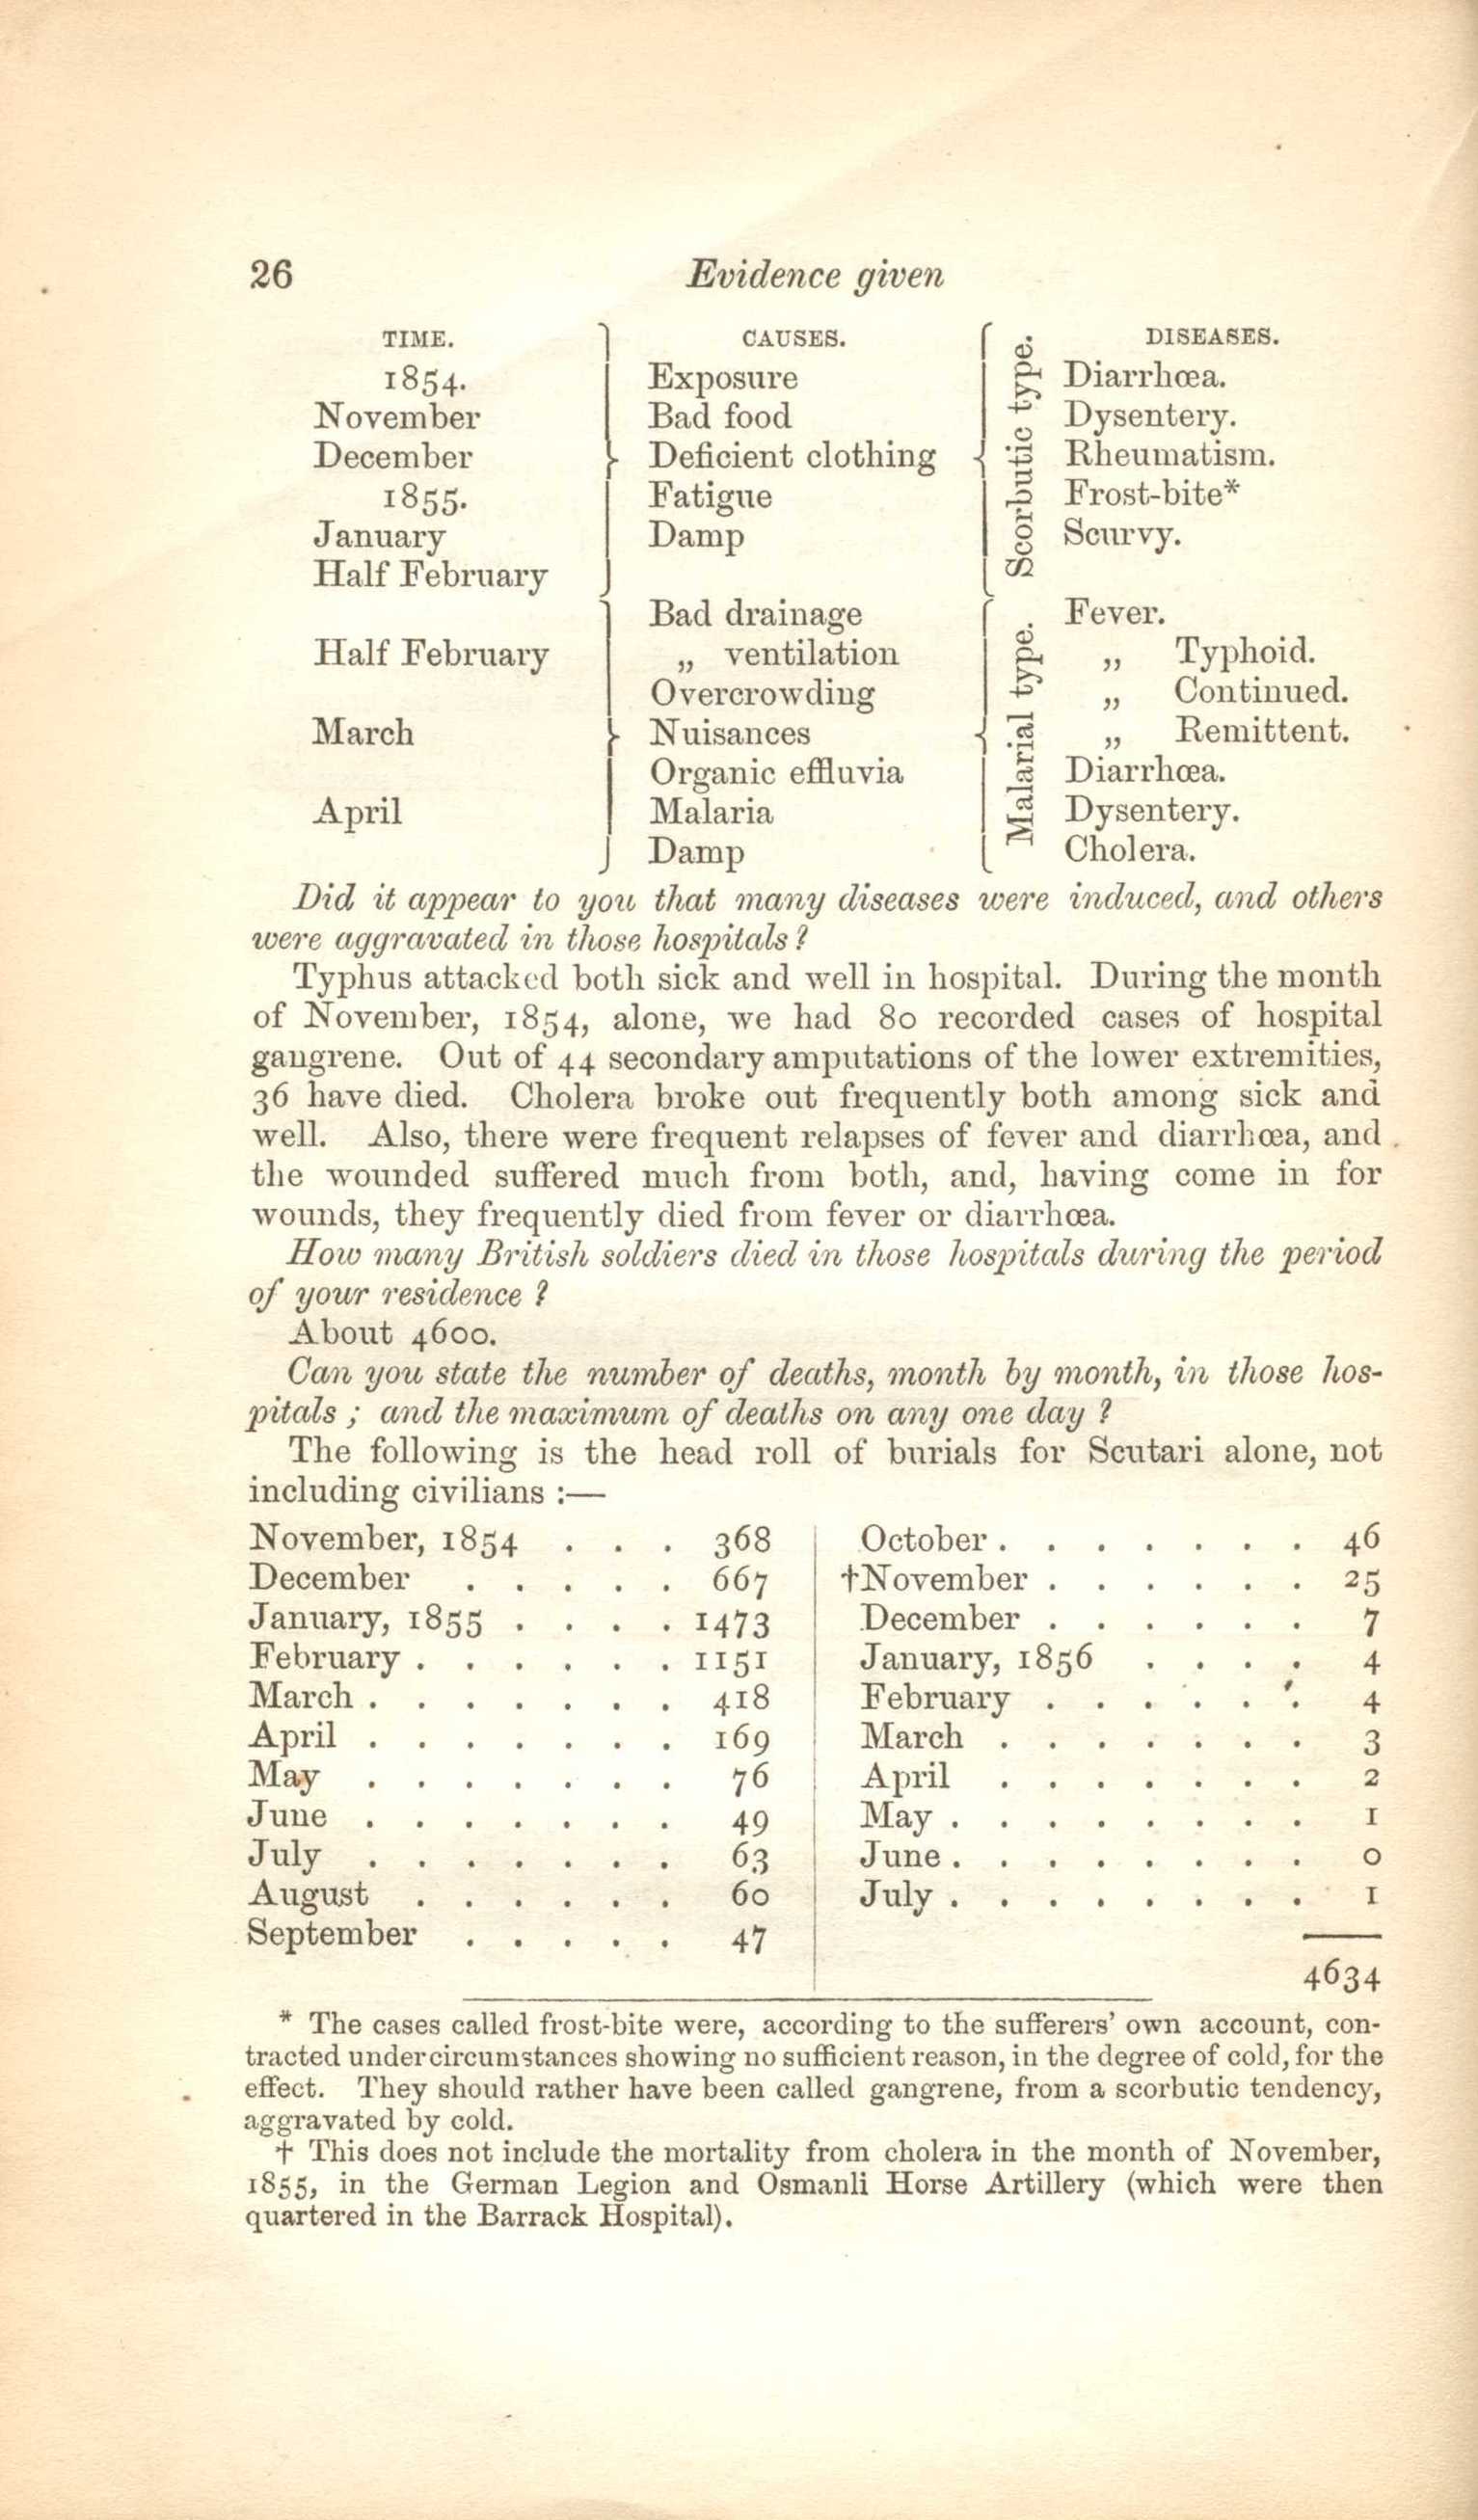 26 Evidence given
TIME. CAUSES. DISEASES.
1854. Exposure Diarrhœa.
November Bad food Dysentery.
December Deficient clothing Scorbutic type. Rheumatism.
1855. Fatigue Frost-bite*
January Damp Scurvy.
Half February
Bad drainage Fever.
Half February „ ventilation „ Typhoid.
Overcrowding „ Continued.
March Nuisances Malarial type. „ Remittent.
Organic effluvia Diarrhœa.
April Malaria Dysentery.
Damp Cholera.
Did it appear to you that many diseases were induced, and others
were aggravated in those hospitals?
Typhus attacked both sick and well in hospital. During the month
of November, 1854, alone, we had 80 recorded cases of hospital
gangrene. Out of 44 secondary amputations of the lower extremities,
36 have died. Cholera broke out frequently both among sick and
well. Also, there were frequent relapses of fever and diarrhœa, and
the wounded suffered much from both, and, having come in for
wounds, they frequently died from fever or diarrhœa.
How many British soldiers died in those hospitals during the period
of your residence?
About 4600.
Can you state the number of deaths, month by month, in those hos-
pitals; and the maximum of deaths on any one day?
The following is the head roll of burials for Scutari alone, not
including civilians :—
November, 1854 . . . 368 October . . . . . . . 46
December . . . . . 667 †November . . . . . . 25
January, 1855 . . . . 1473 December . . . . . . 7
February . . . . . . 1151 January, 1856 . . . . 4
March . . . . . . . 418 February . . . . . . 4
April . . . . . . . 169 March . . . . . . . 3
May . . . . . . . 76 April . . . . . . . 2
June . . . . . . . 49 May . . . . . . . . 1
July . . . . . . . 63 June . . . . . . . . 0
August . . . . . . 60 July . . . . . . . . 1
September . . . . . 47
4634
* The cases called frost-bite were, according to the sufferers' own account, con-
tracted under circumstances showing no sufficient reason, in the degree of cold, for the
effect. They should rather have been called gangrene, from a scorbutic tendency,
aggravated by cold.
† This does not include the mortality from cholera in the month of November,
1855, in the German Legion and Osmanli Horse Artillery (which were then
quartered in the Barrack Hospital).